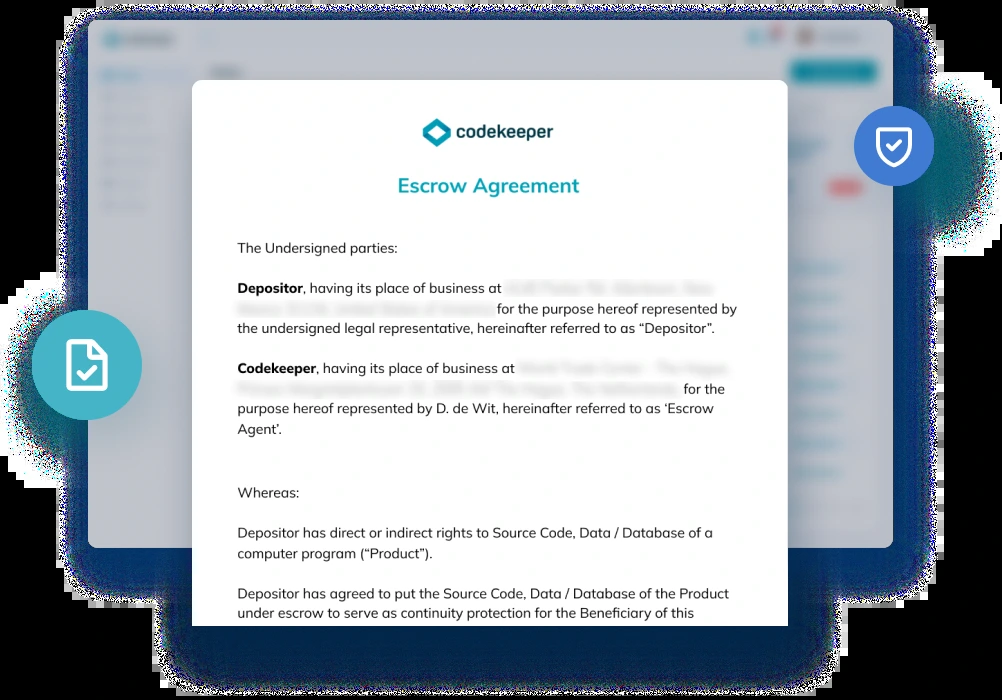 codekeeper
Escrow Agreement
The Undersigned parties:
Depositor, having its place of business at
for the purpose hereof represented by
the undersigned legal representative, hereinafter referred to as “Depositor”.
Codekeeper, having its place of business at
for the
purpose hereof represented by D. de Wit, hereinafter referred to as ‘Escrow
Agent’.
Whereas:
Depositor has direct or indirect rights to Source Code, Data / Database of a
computer program (“Product”).
Depositor has agreed to put the Source Code, Data / Database of the Product
under escrow to serve as continuity protection for the Beneficiary of this